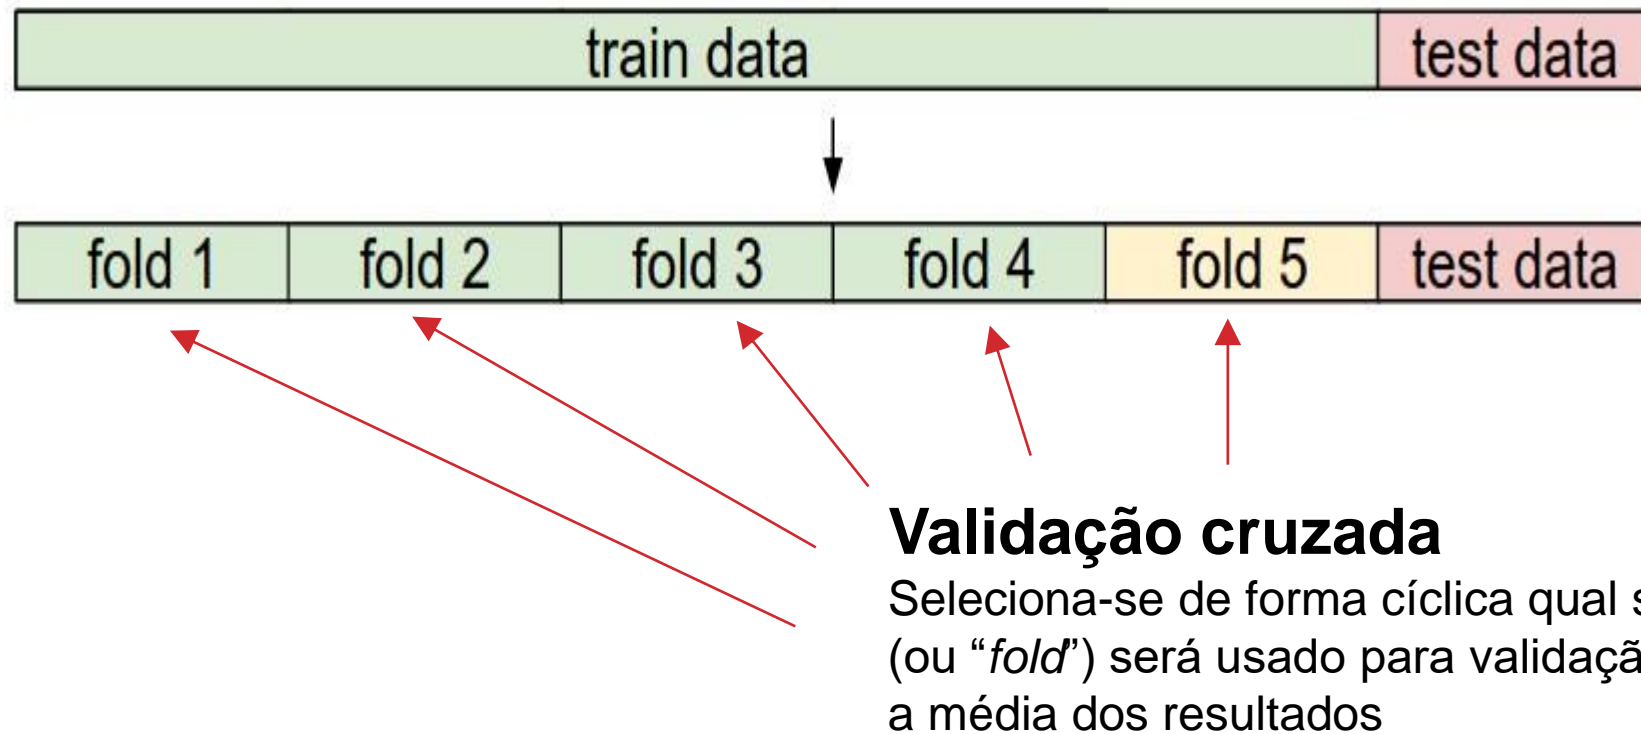 train data test data
fold 1 fold 2 fold 3 fold 4 fold 5 test data
Validação cruzada
Seleciona-se de forma cíclica qual
(ou “fold”) será usado para
a média dos resultados